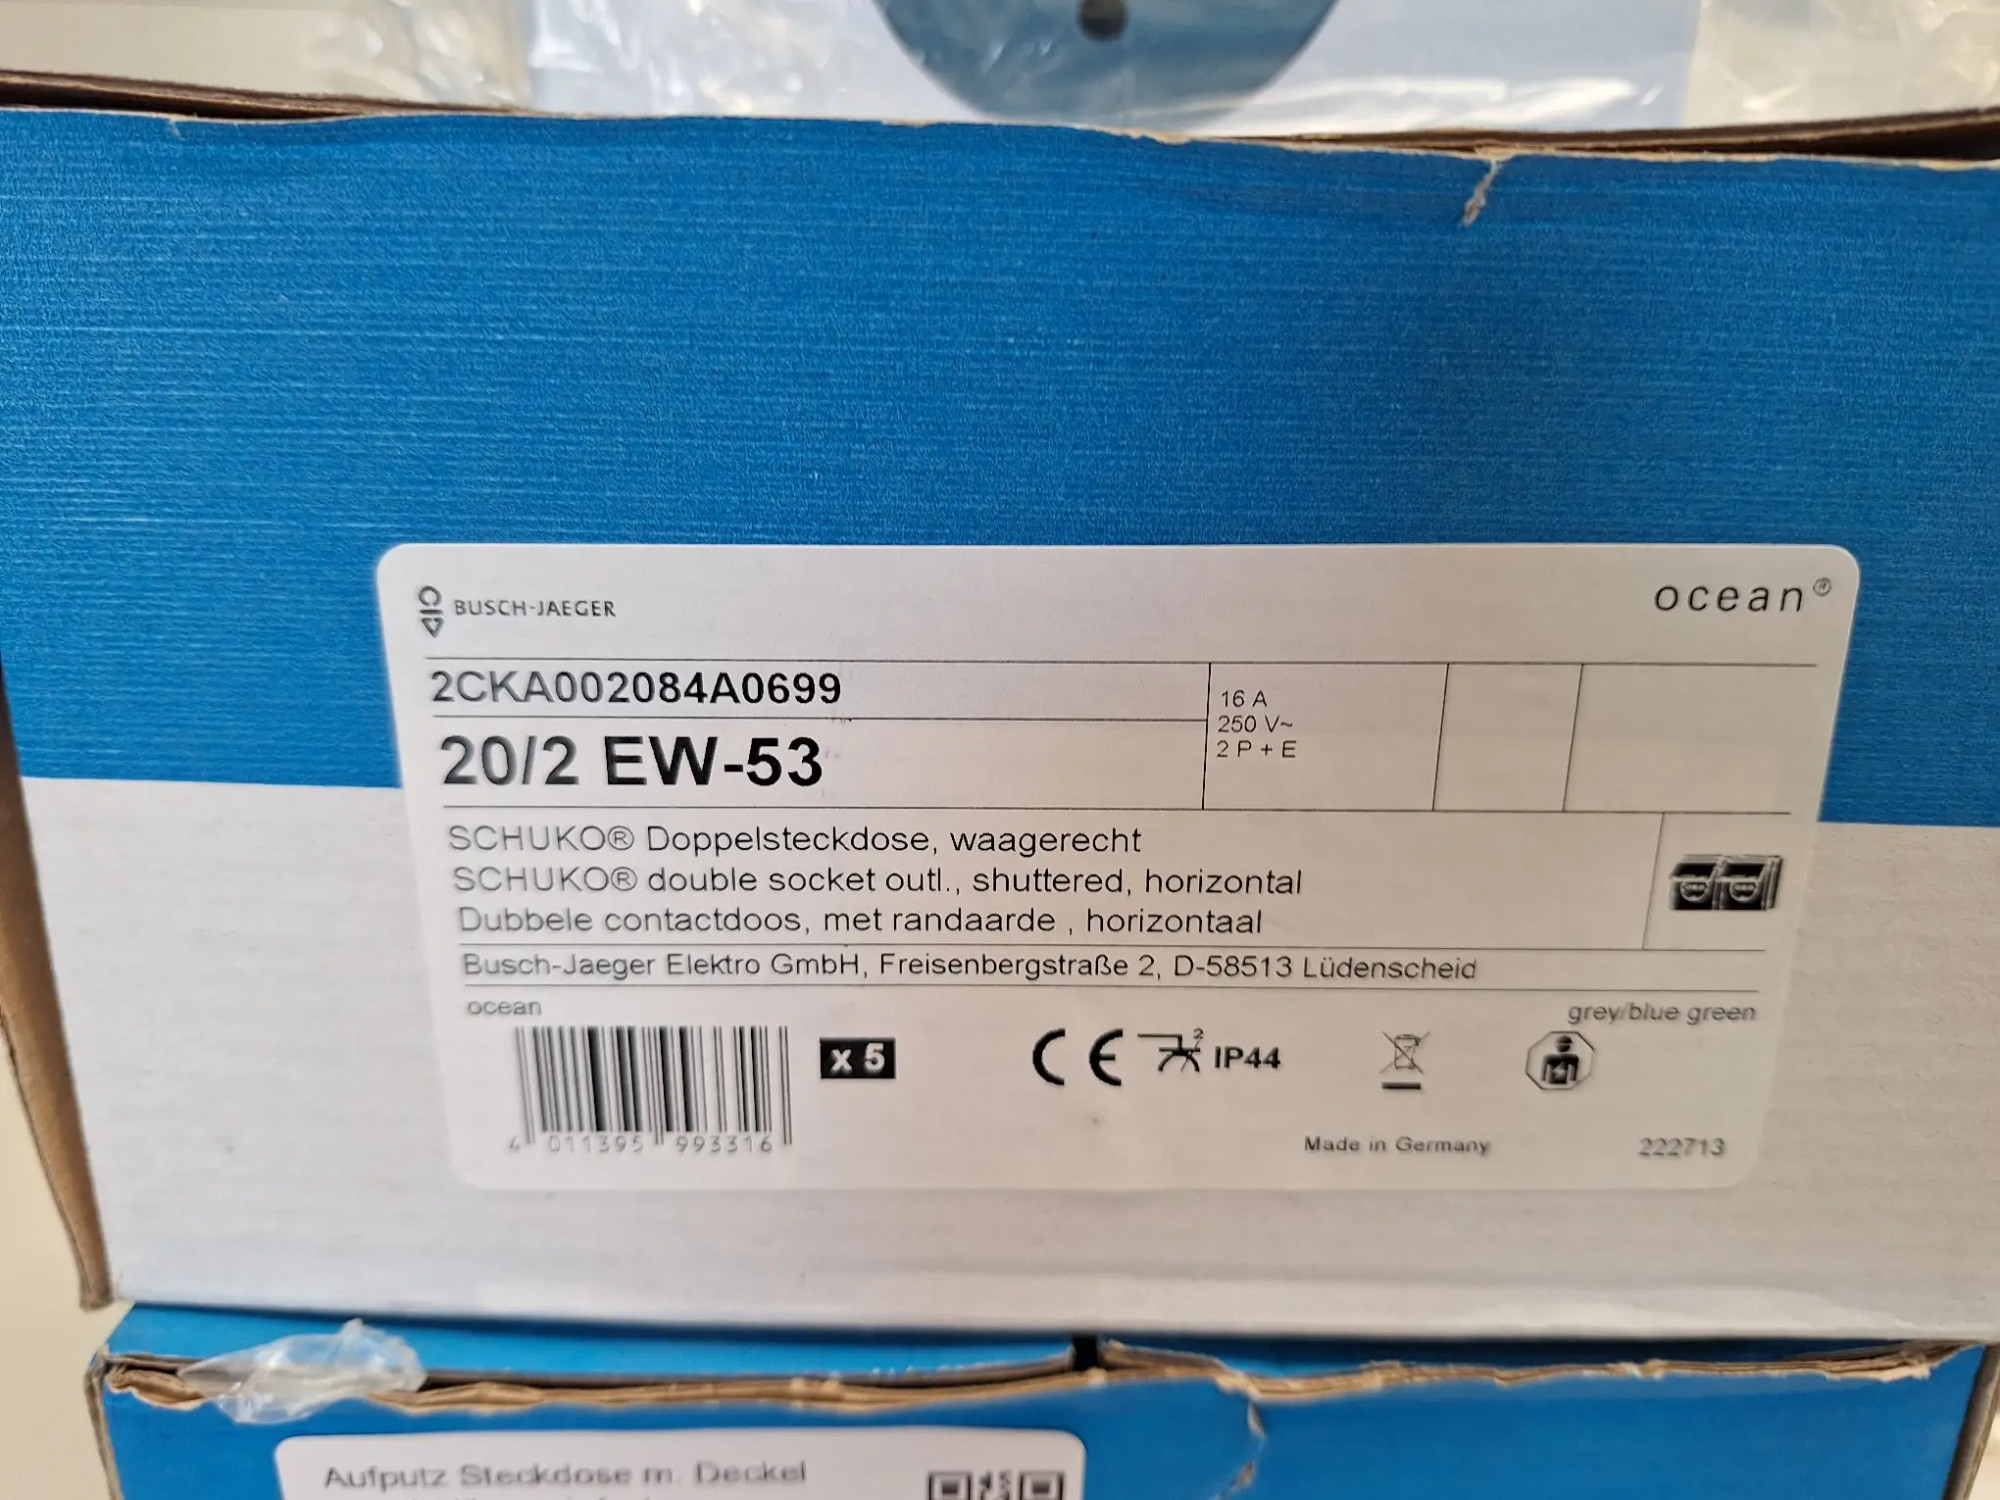 BUSCH-JAEGER
ocean®
2CKA002084A0699
20/2 EW-53
16 A
250 V~
2 P + E
SCHUKO® Doppelsteckdose, waagerecht
SCHUKO® double socket outl., shuttered, horizontal
Dubbele contactdoos, met randaarde , horizontaal
Busch-Jaeger Elektro GmbH, Freisenbergstraße 2, D-58513 Lüdenscheid
ocean
grey/blue green
x 5
CE
2
IP44
4 011395 993316
Made in Germany
222713
Aufputz Steckdose m. Deckel